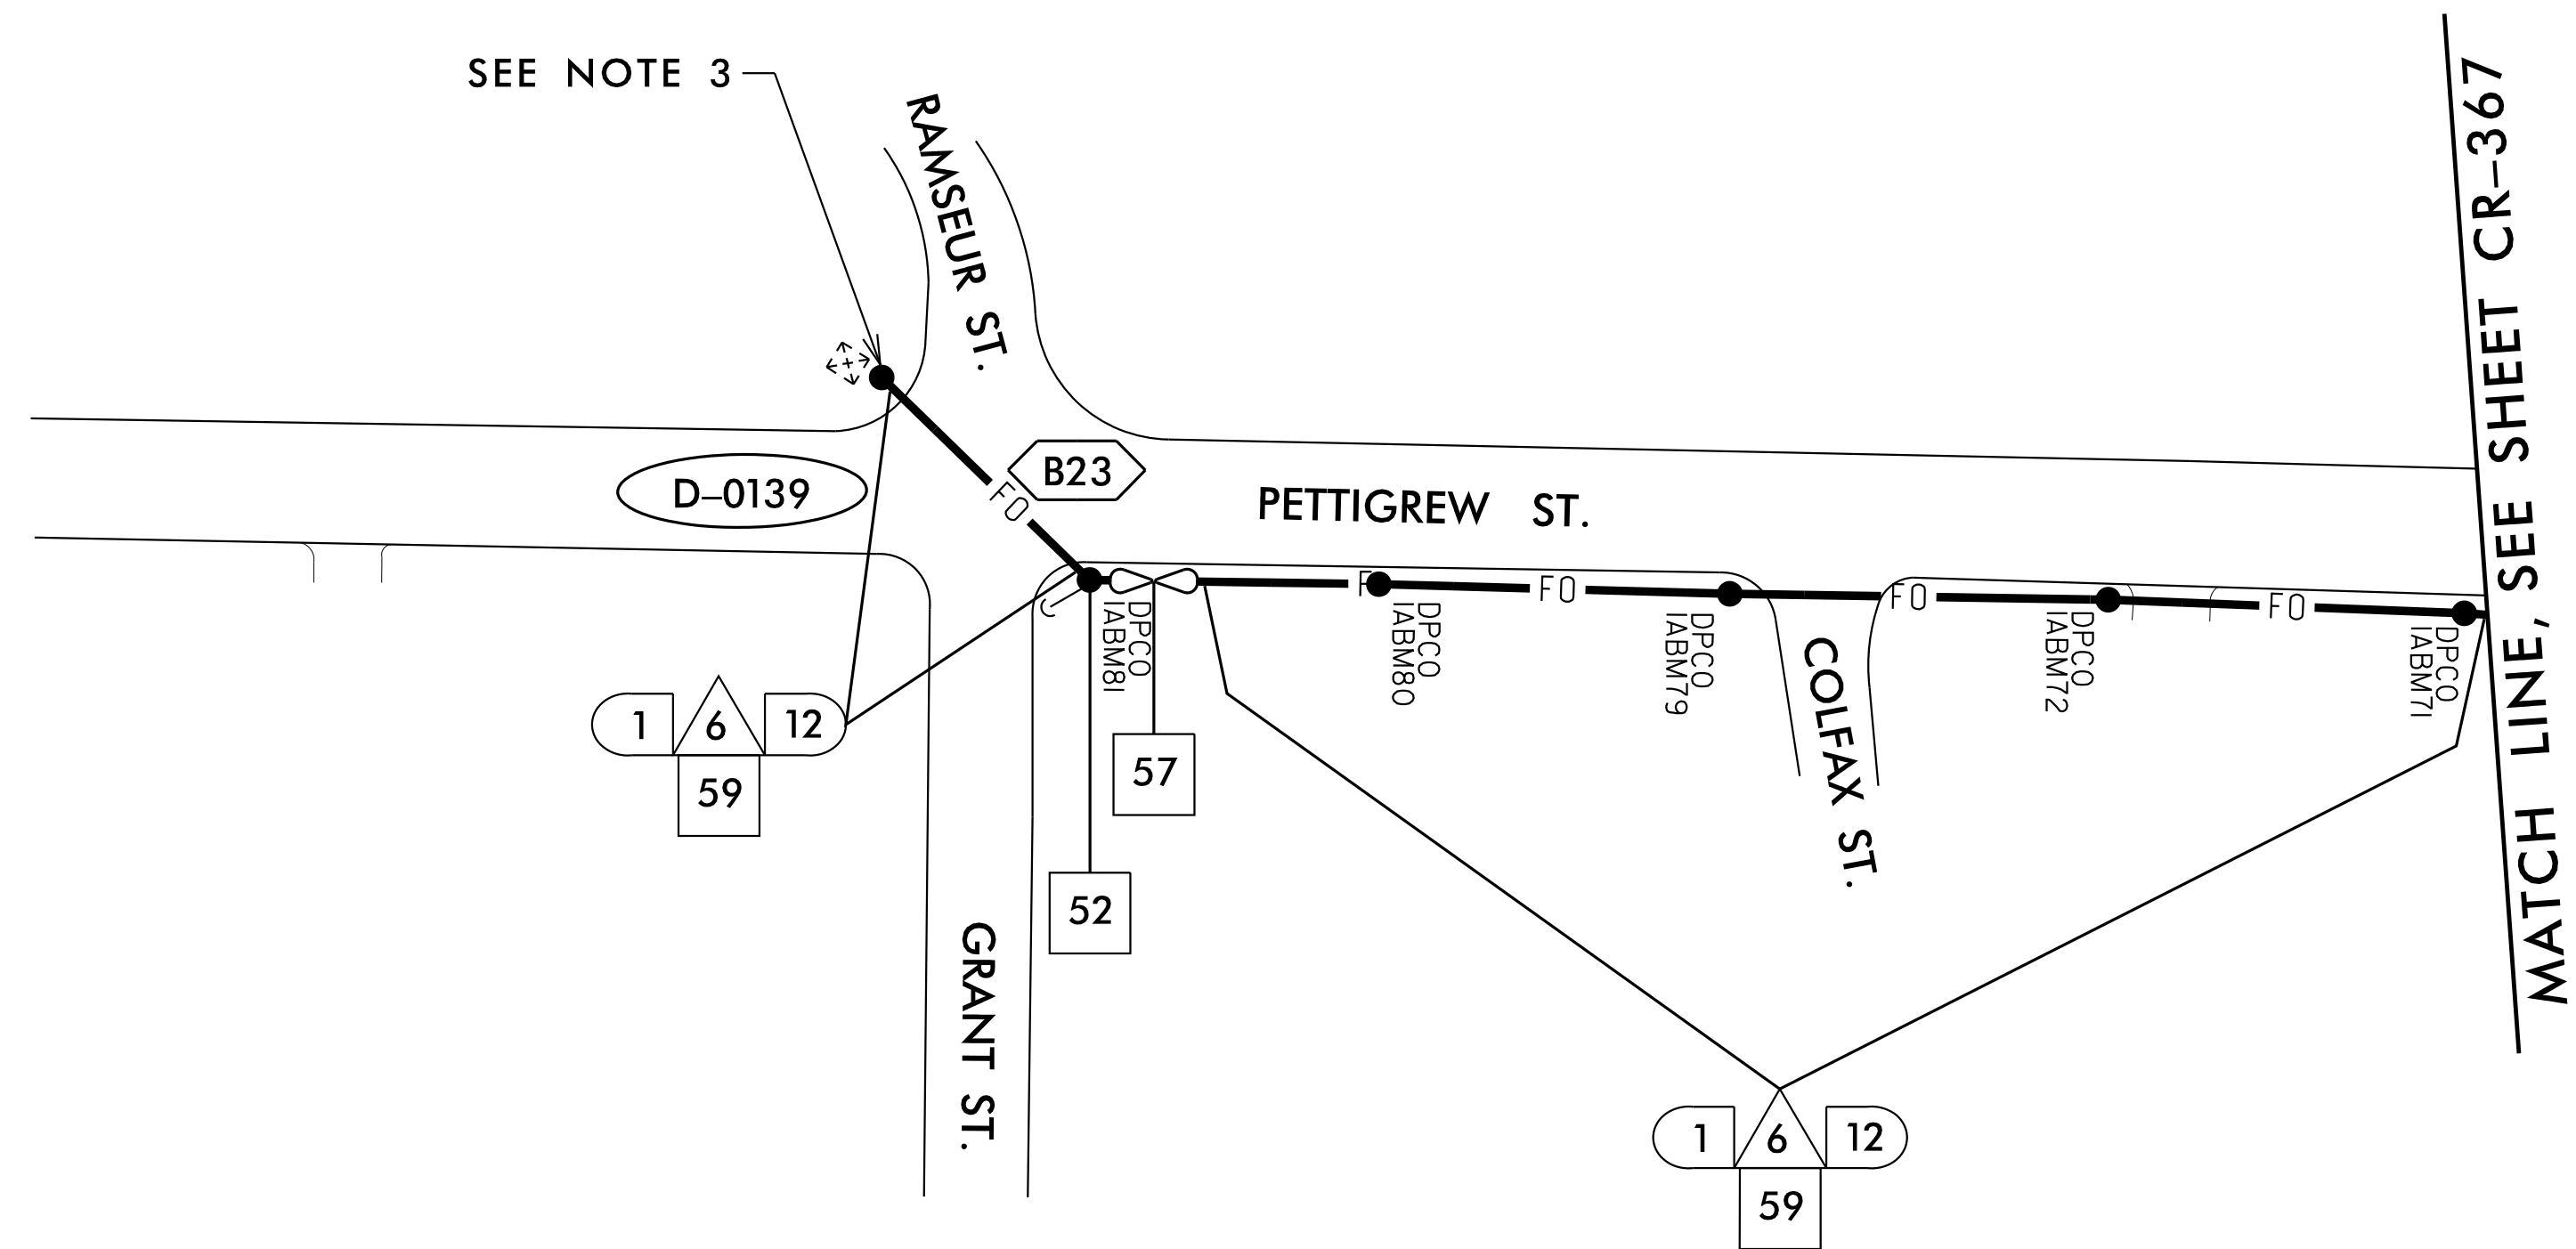 SEE NOTE 3
RAMSEUR ST.
MATCH LINE, SEE SHEET CR–367
B23
D–0139
FO
PETTIGREW ST.
F
FO
FO
FO
DPCO
IABM81
DPCO
IABM80
DPCO
IABM79
DPCO
IABM72
DPCO
IABM71
COLFAX ST.
1 6 12
59
57
52
GRANT ST.
1 6 12
59